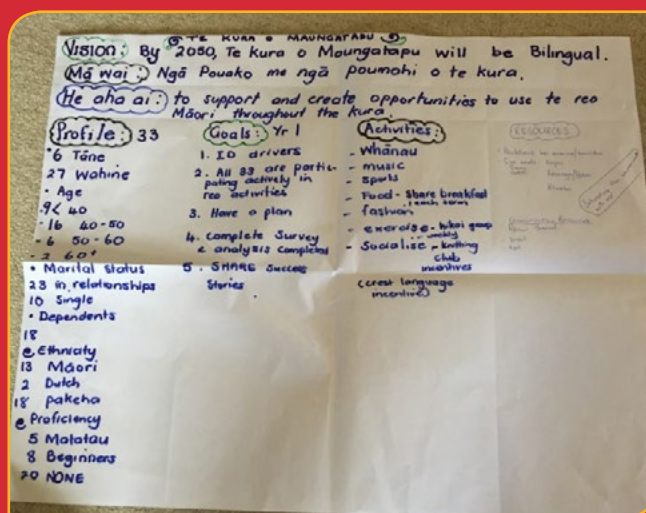 TE KURA O MAUNGATAPU
Vision: By 2050, Te kura o Maungatapu will be Bilingual.
Mā wai: Ngā Pouako me ngā poumahi o te kura.
He aha ai: to support and create opportunities to use te reo
Māori throughout the kura.
Profile: 33
• 6 Tāne
27 Wahine
• Age
- 9 < 40
- 16 40-50
- 6 50-60
- 2 60+
• Marital Status
23 in relationships
10 Single
• Dependents
18
Ethnicity
13 Māori
2 Dutch
18 pakeha
Proficiency
5 Matatau
8 Beginners
20 NONE
Goals: Yr 1
1. ID drivers
2. All 33 are partici-
pating actively in
reo activities
3. Have a plan
4. Complete Survey
& analysis completed
5. SHARE Success
Stories
Activities:
- Whānau
- music
- sports
- Food - Share breakfast
- fashion
- exercise - hikoi group
weekly
- Socialise - knitting
club
incentives
(cerest language
incentives)
RESOURCES